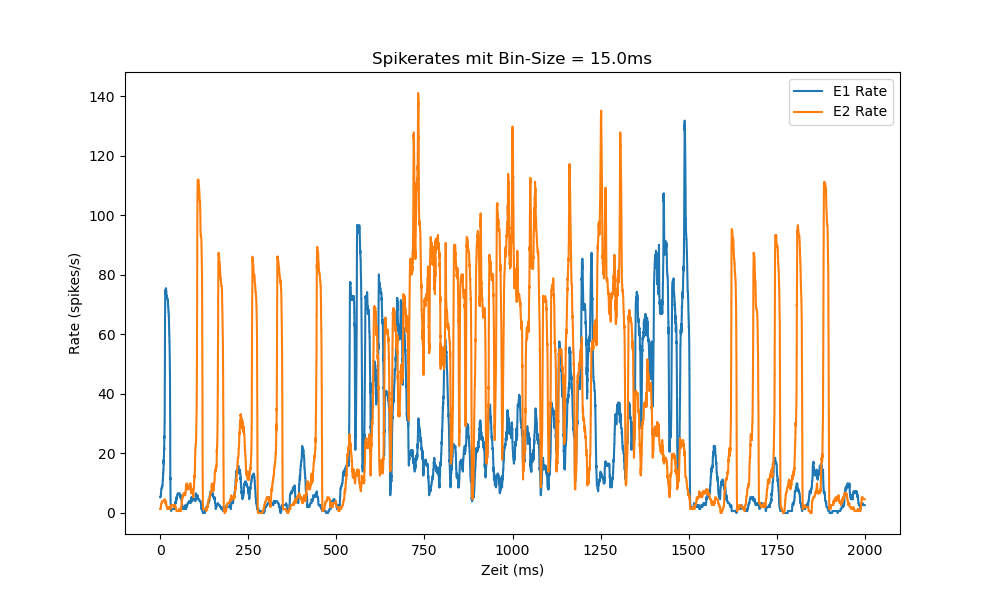 Spikerates mit Bin-Size = 15.0ms
E1 Rate
E2 Rate
140
120
100
80
60
40
20
0
Rate (spikes/s)
0 250 500 750 1000 1250 1500 1750 2000
Zeit (ms)